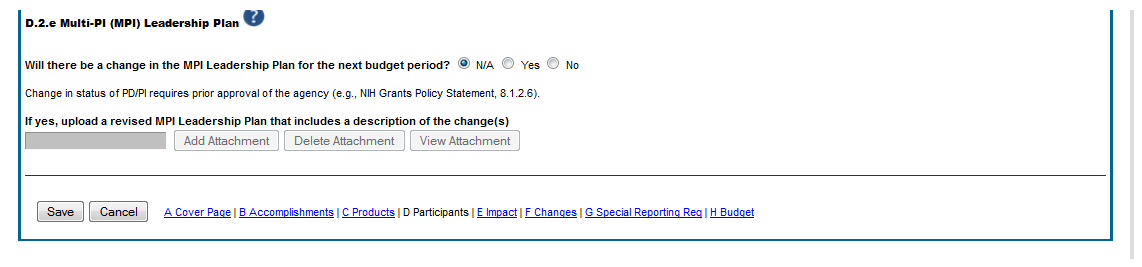 D.2.e Multi-PI (MPI) Leadership Plan ?
Will there be a change in the MPI Leadership Plan for the next budget period? N/A Yes No
Change in status of PD/PI requires prior approval of the agency (e.g., NIH Grants Policy Statement, 8.1.2.6).
If yes, upload a revised MPI Leadership Plan that includes a description of the change(s)
Add Attachment Delete Attachment View Attachment
Save Cancel A Cover Page | B Accomplishments | C Products | D Participants | E Impact | F Changes | G Special Reporting Req | H Budget